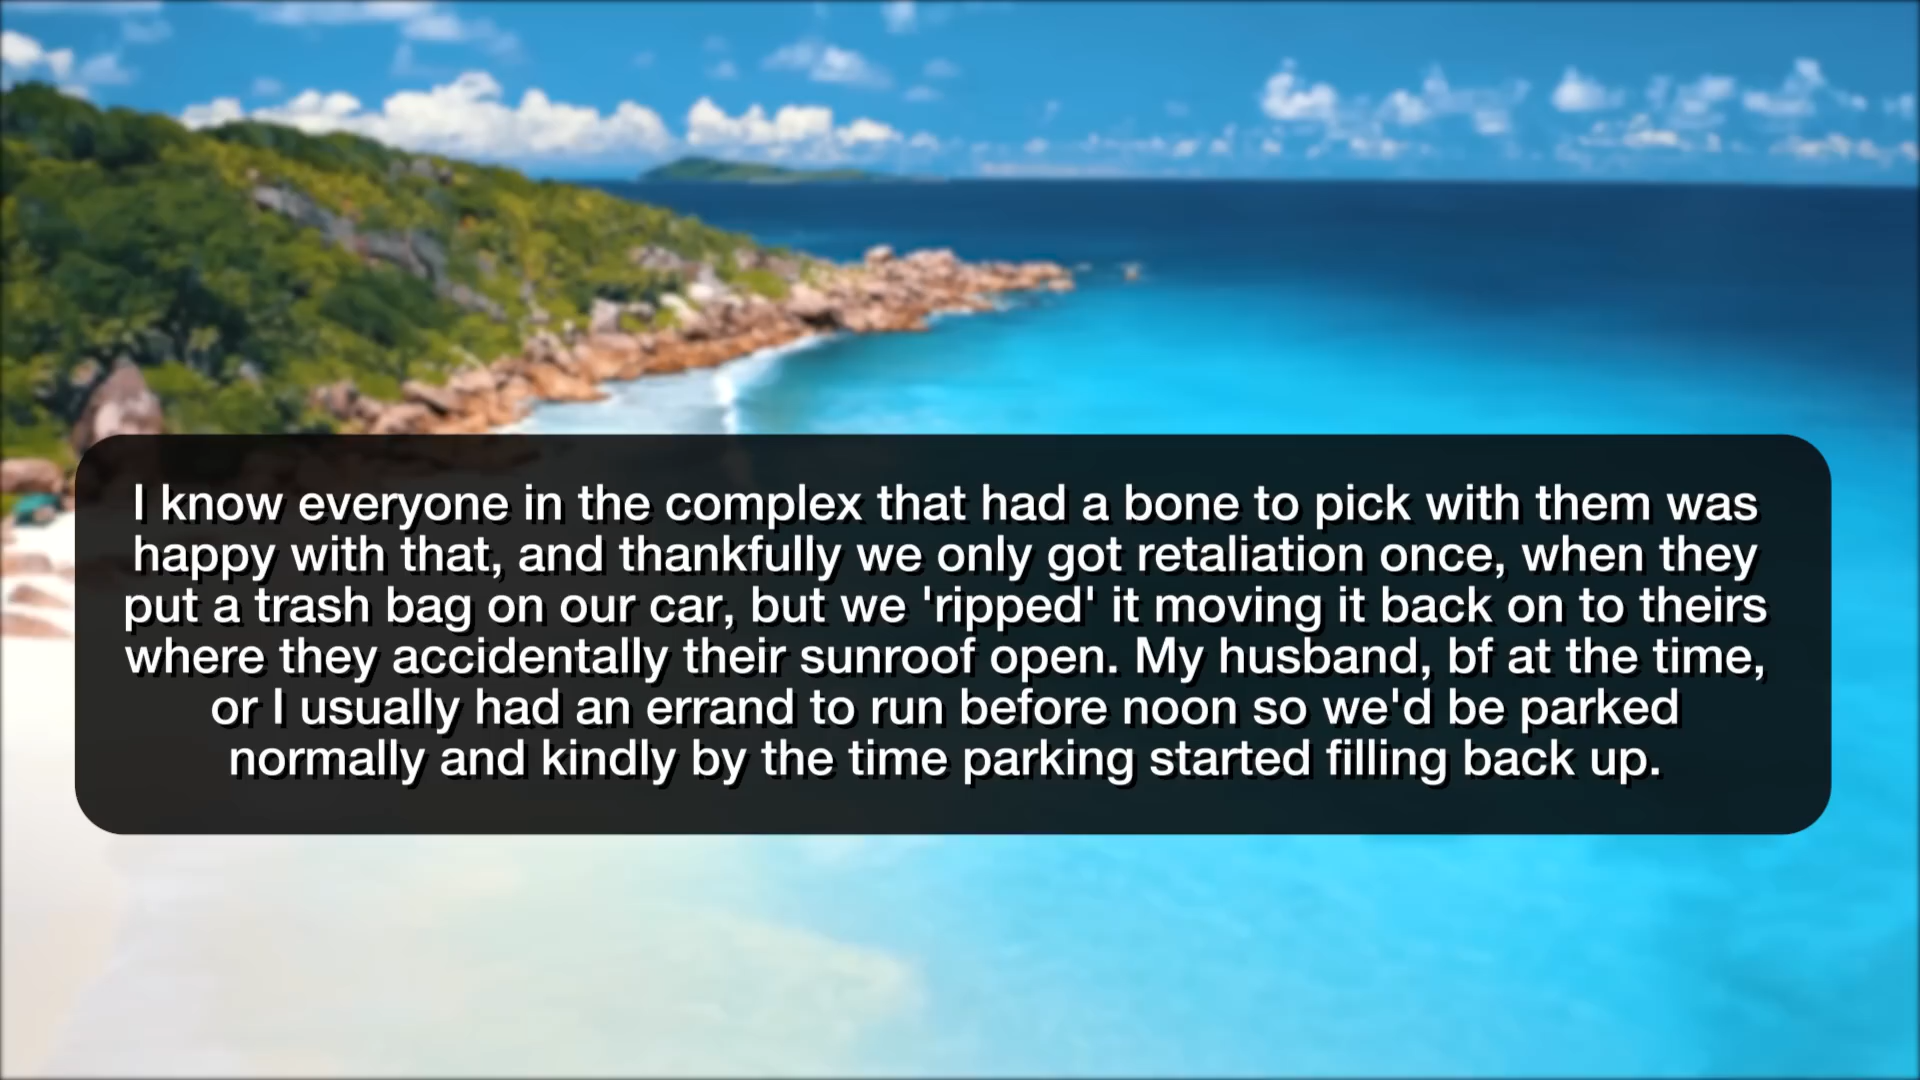 I know everyone in the complex that had a bone to pick with them was
happy with that, and thankfully we only got retaliation once, when they
put a trash bag on our car, but we 'ripped' it moving it back on to theirs
where they accidentally their sunroof open. My husband, bf at the time,
or I usually had an errand to run before noon so we'd be parked
normally and kindly by the time parking started filling back up.